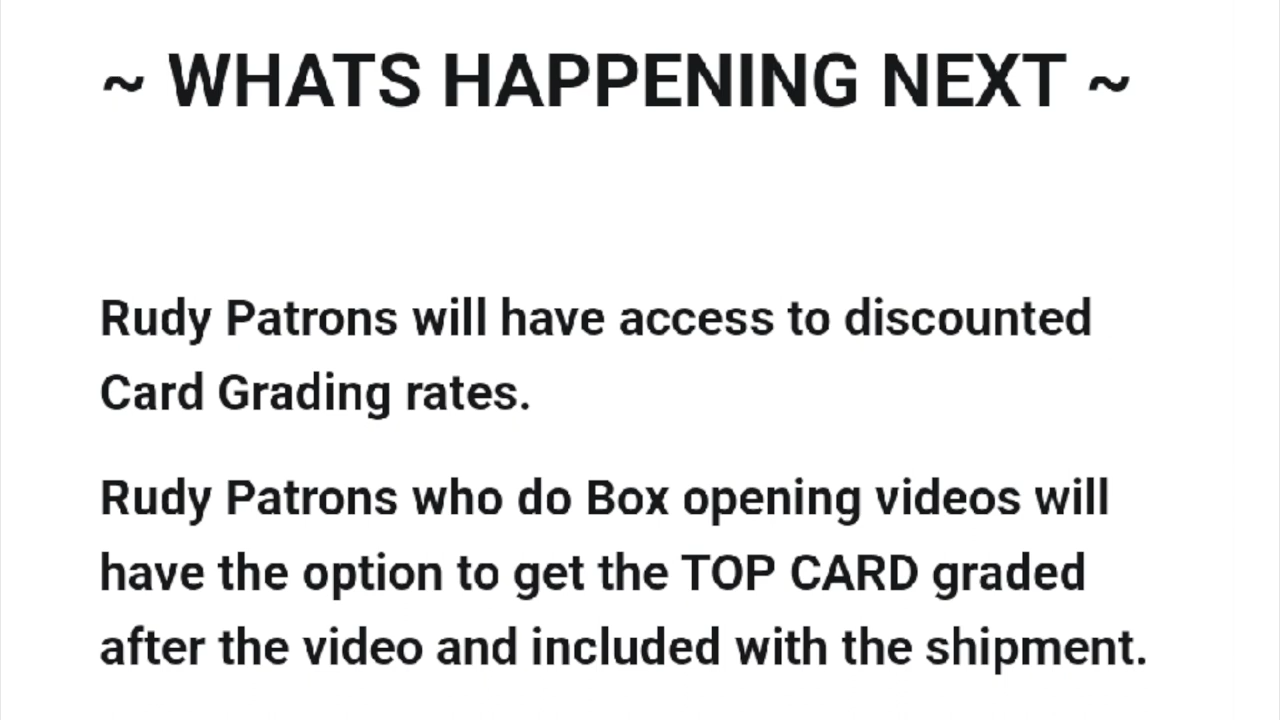 ~ WHATS HAPPENING NEXT ~
Rudy Patrons will have access to discounted
Card Grading rates.
Rudy Patrons who do Box opening videos will
have the option to get the TOP CARD graded
after the video and included with the shipment.